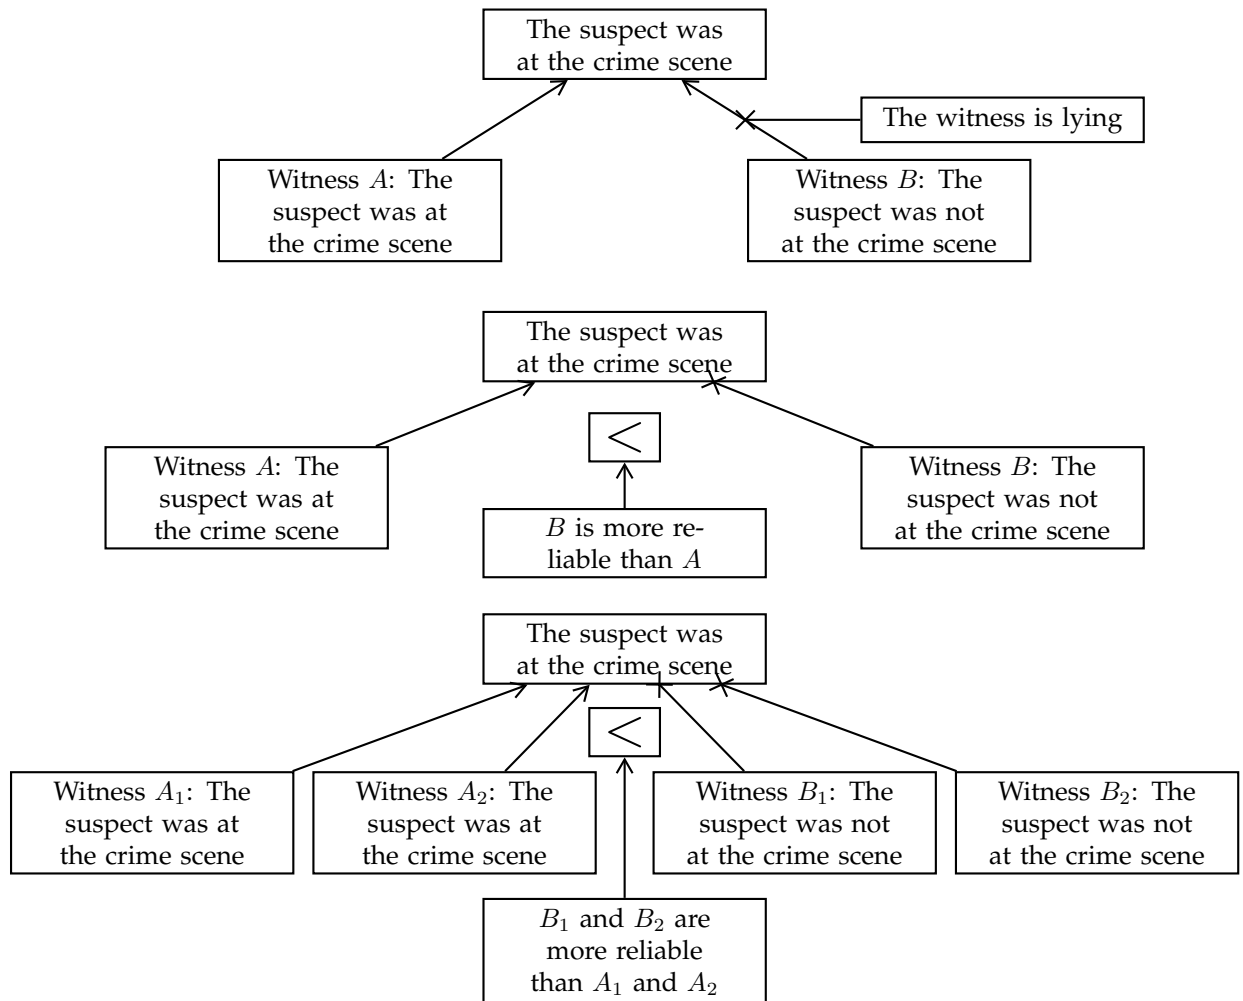 The suspect was
at the crime scene
The witness is lying
Witness A: The
suspect was at
the crime scene
Witness B: The
suspect was not
at the crime scene
The suspect was
at the crime scene
<
Witness A: The
suspect was at
the crime scene
Witness B: The
suspect was not
at the crime scene
B is more re-
liable than A
The suspect was
at the crime scene
<
Witness A₁: The
suspect was at
the crime scene
Witness A₂: The
suspect was at
the crime scene
Witness B₁: The
suspect was not
at the crime scene
Witness B₂: The
suspect was not
at the crime scene
B₁ and B₂ are
more reliable
than A₁ and A₂